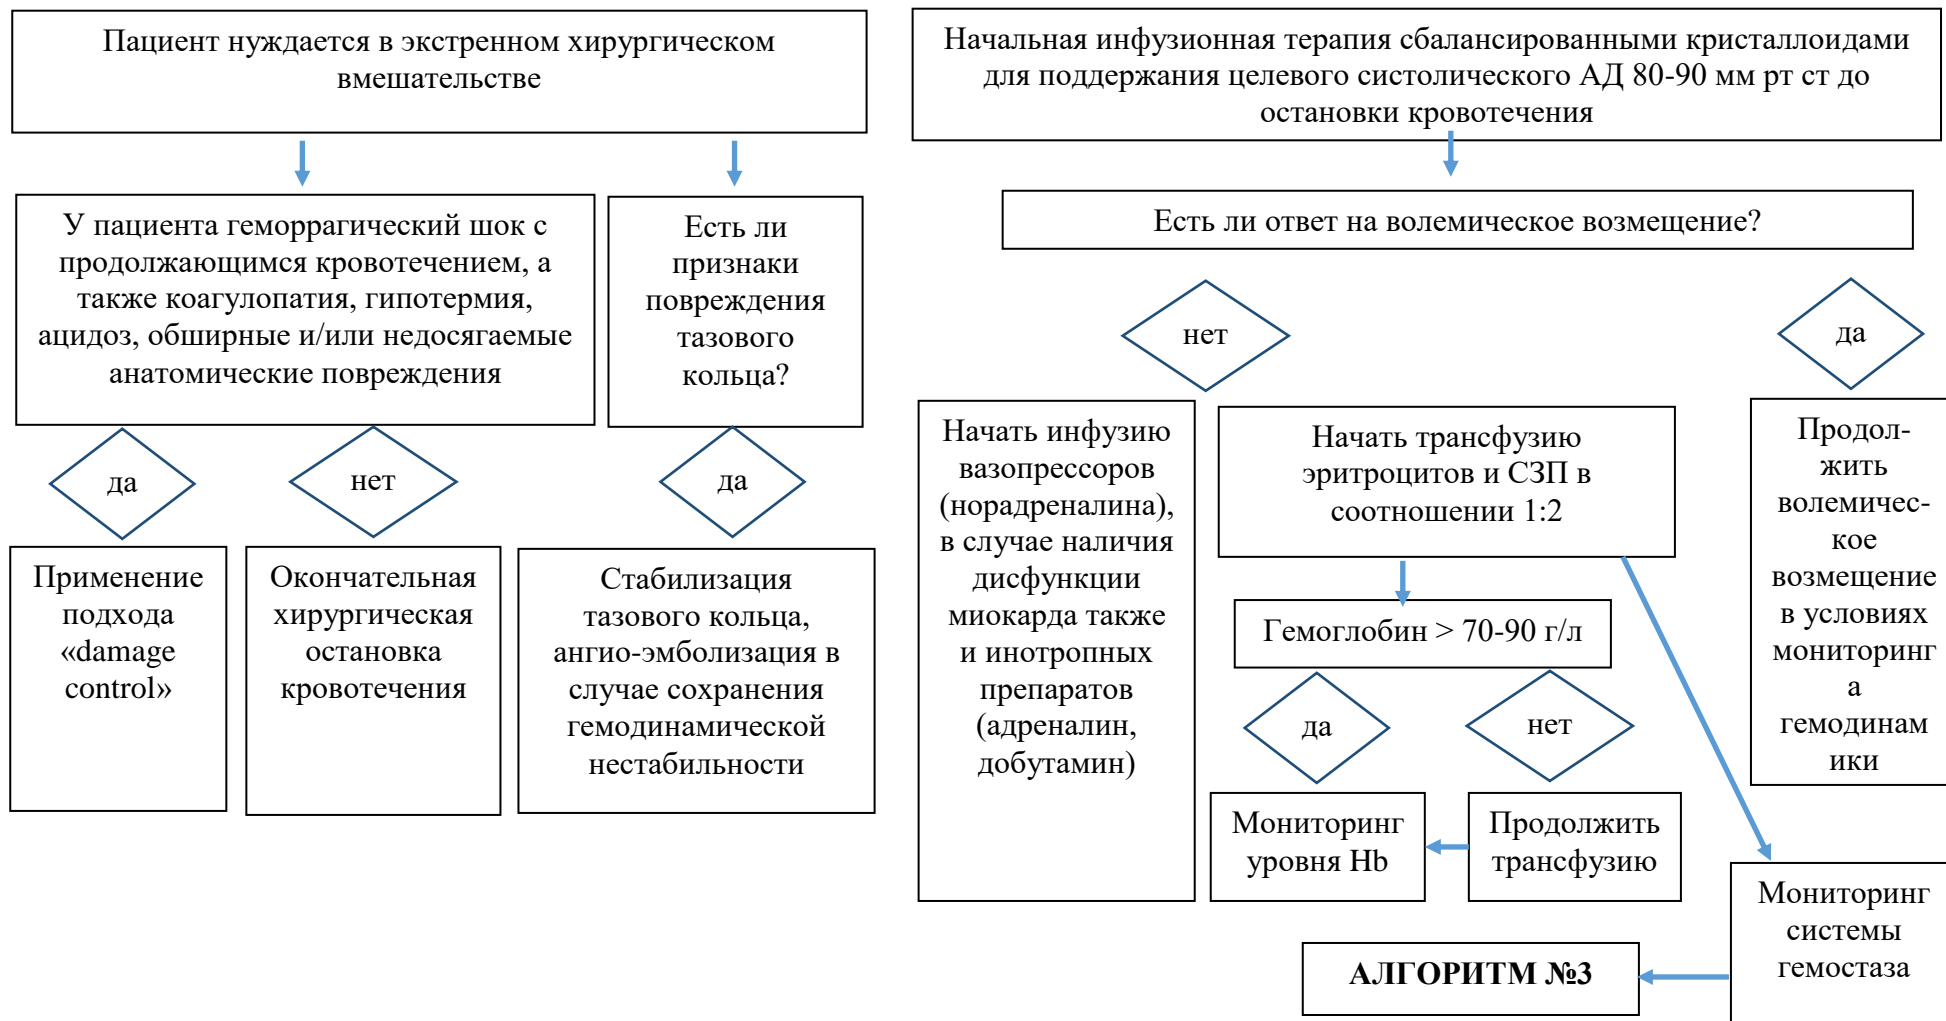 Пациент нуждается в экстренном хирургическом
вмешательстве
У пациента геморрагический шок с
продолжающимся кровотечением, а
также коагулопатия, гипотермия,
ацидоз, обширные и/или недосягаемые
анатомические повреждения
Есть ли
признаки
повреждения
тазового
кольца?
да
нет
да
Применение
подхода
«damage
control»
Окончательная
хирургическая
остановка
кровотечения
Стабилизация
тазового кольца,
ангио-эмболизация в
случае сохранения
гемодинамической
нестабильности
Начальная инфузионная терапия сбалансированными кристаллоидами
для поддержания целевого систолического АД 80-90 мм рт ст до
остановки кровотечения
Есть ли ответ на волемическое возмещение?
нет
да
Начать инфузию
вазопрессоров
(норадреналина),
в случае наличия
дисфункции
миокарда также
и инотропных
препаратов
(адреналин,
добутамин)
Начать трансфузию
эритроцитов и СЗП в
соотношении 1:2
Гемоглобин > 70-90 г/л
да
нет
Мониторинг
уровня Hb
Продолжить
трансфузию
Продол-
жить
волемичес-
кое
возмещение
в условиях
мониторинг
а
гемодинам
ики
Мониторинг
системы
гемостаза
АЛГОРИТМ №3